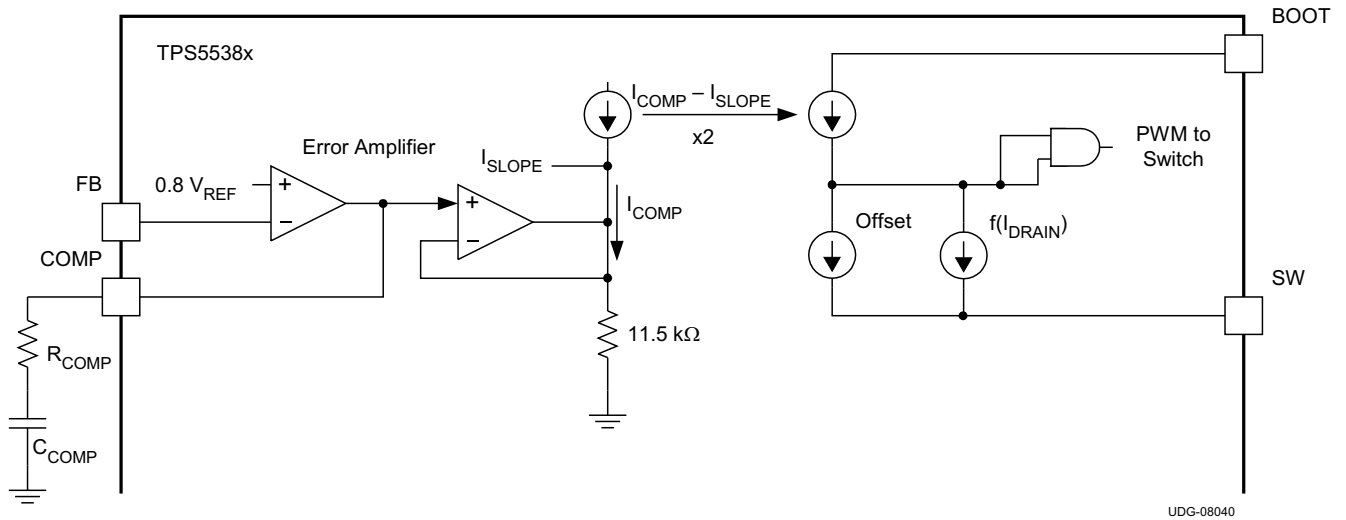 BOOT
TPS5538x
I_COMP – I_SLOPE
x2
Error Amplifier
PWM to
Switch
I_SLOPE
FB
0.8 V_REF
+
–
+
–
I_COMP
Offset
f(I_DRAIN)
COMP
SW
11.5 kΩ
R_COMP
C_COMP
UDG-08040